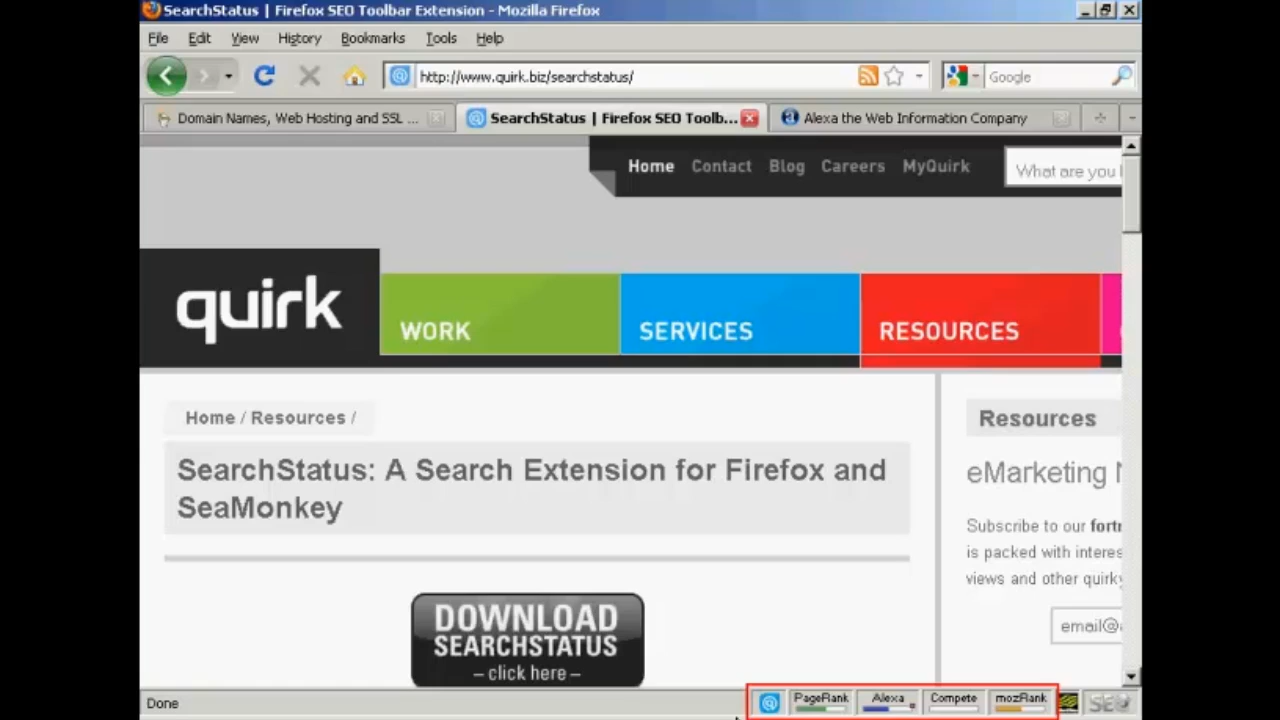 SearchStatus | Firefox SEO Toolbar Extension - Mozilla Firefox
File Edit View History Bookmarks Tools Help
http://www.quirk.biz/searchstatus/
Google
Domain Names, Web Hosting and SSL ...
SearchStatus | Firefox SEO Toolb...
Alexa the Web Information Company
Home Contact Blog Careers MyQuirk
What are you
quirk
WORK
SERVICES
RESOURCES
Home / Resources /
SearchStatus: A Search Extension for Firefox and
SeaMonkey
DOWNLOAD
SEARCHSTATUS
– click here –
Resources
eMarketing
Subscribe to our
is packed with
views and other
email@
Done
PageRank Alexa Compete mozRank
SEO